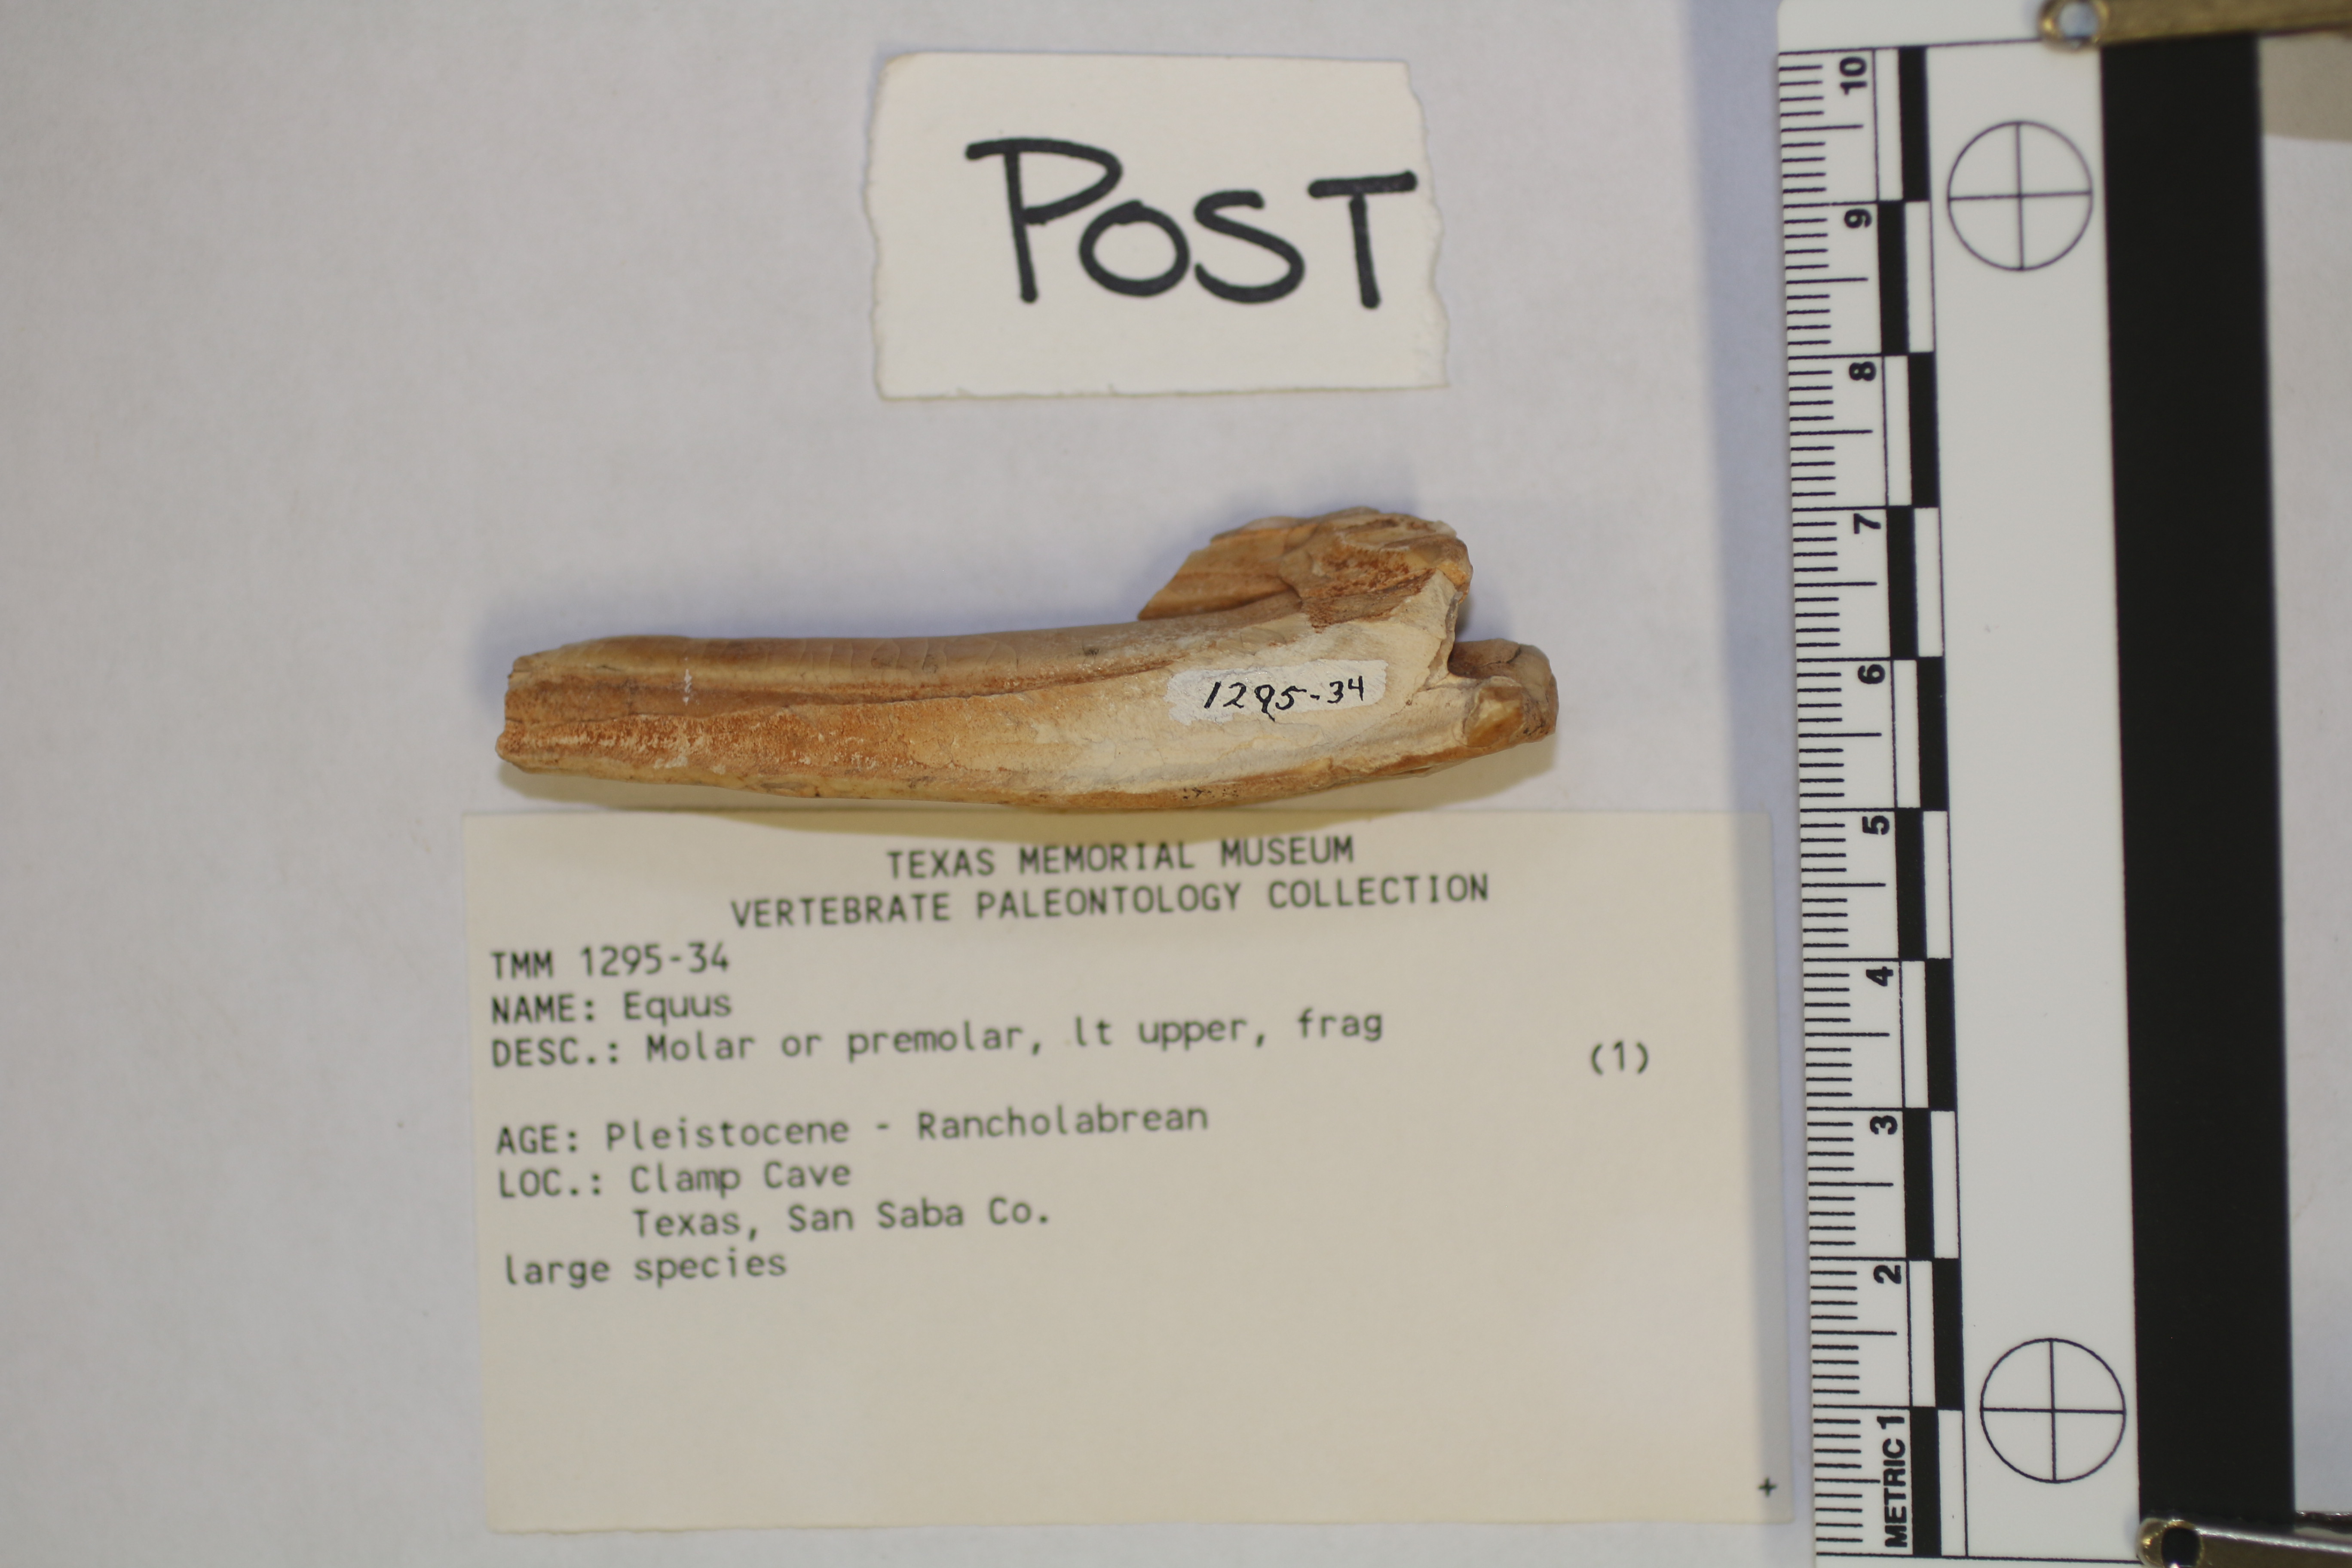 POST
1295-34
TEXAS MEMORIAL MUSEUM
VERTEBRATE PALEONTOLOGY COLLECTION
TMM 1295-34
NAME: Equus
DESC.: Molar or premolar, lt upper, frag
(1)
AGE: Pleistocene - Rancholabrean
LOC.: Clamp Cave
Texas, San Saba Co.
large species
+
10
9
8
7
6
5
4
3
2
METRIC 1